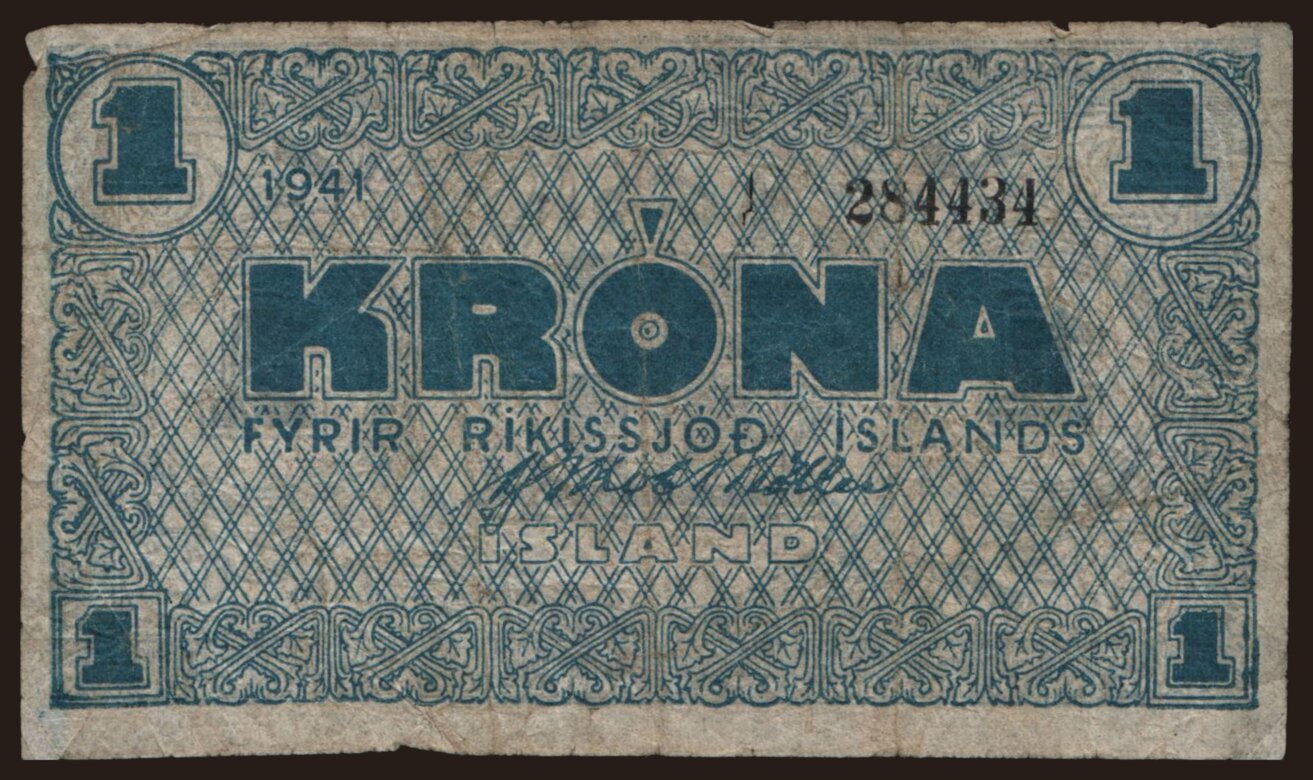 1 1
1941 284434
KRÓNA
FYRIR RÍKISSJÓÐ ÍSLANDS
ÍSLAND
1 1